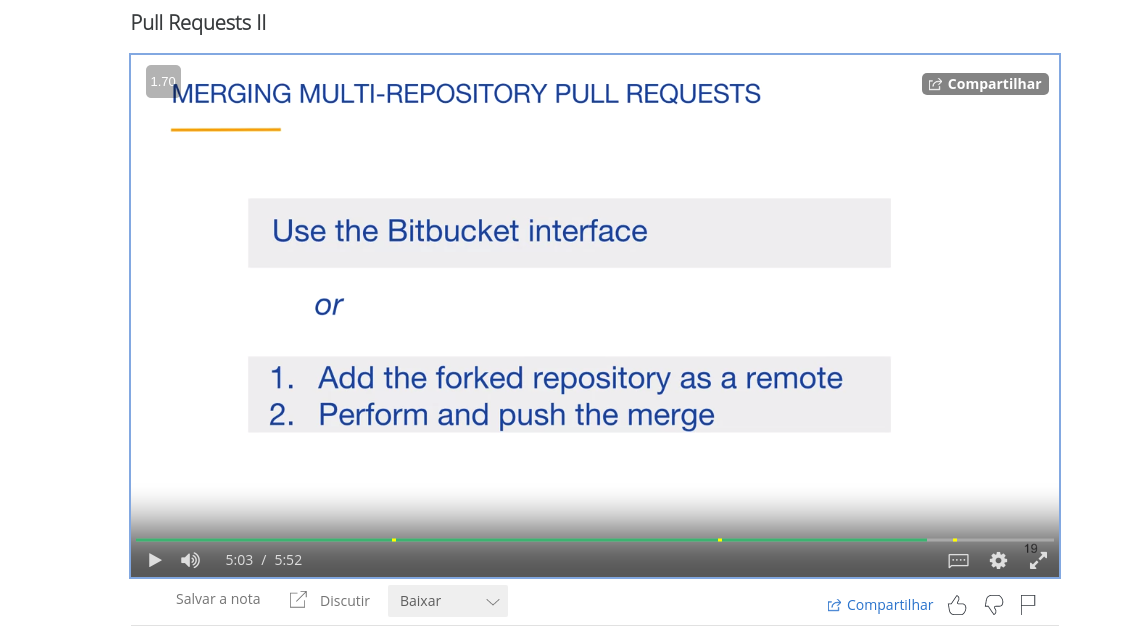 Pull Requests II
1.70
Compartilhar
MERGING MULTI-REPOSITORY PULL REQUESTS
Use the Bitbucket interface
or
1. Add the forked repository as a remote
2. Perform and push the merge
5:03 / 5:52
19
Salvar a nota
Discutir
Baixar
Compartilhar